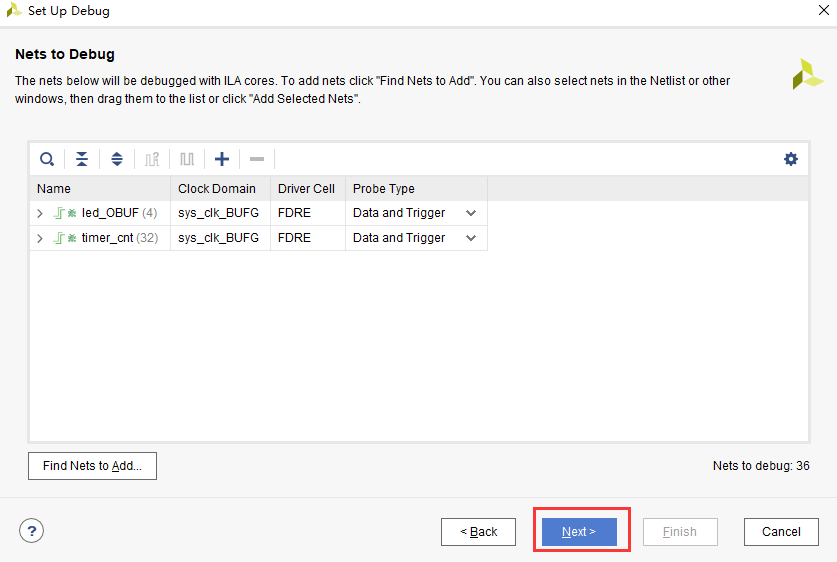 Set Up Debug
Nets to Debug
The nets below will be debugged with ILA cores. To add nets click "Find Nets to Add". You can also select nets in the Netlist or other
windows, then drag them to the list or click "Add Selected Nets".
Name Clock Domain Driver Cell Probe Type
led_OBUF (4) sys_clk_BUFG FDRE Data and Trigger
timer_cnt (32) sys_clk_BUFG FDRE Data and Trigger
Find Nets to Add... Nets to debug: 36
? < Back Next > Finish Cancel